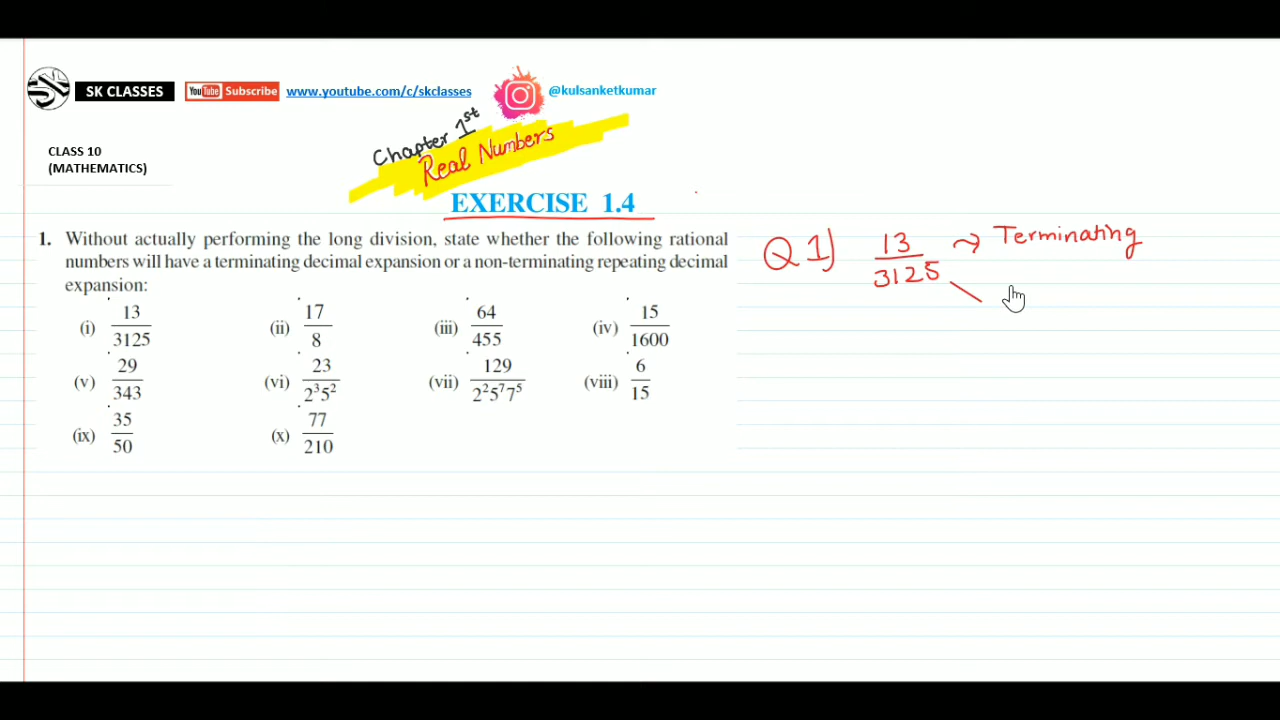 SK CLASSES YouTube Subscribe www.youtube.com/c/skclasses @kulsanketkumar
CLASS 10
(MATHEMATICS)
Chapter 1st
Real Numbers
EXERCISE 1.4
1. Without actually performing the long division, state whether the following rational
numbers will have a terminating decimal expansion or a non-terminating repeating decimal
expansion:
(i) 13/3125 (ii) 17/8 (iii) 64/455 (iv) 15/1600
(v) 29/343 (vi) 23/2³5² (vii) 129/2²5⁷7⁵ (viii) 6/15
(ix) 35/50 (x) 77/210
Q 1) 13/3125 → Terminating